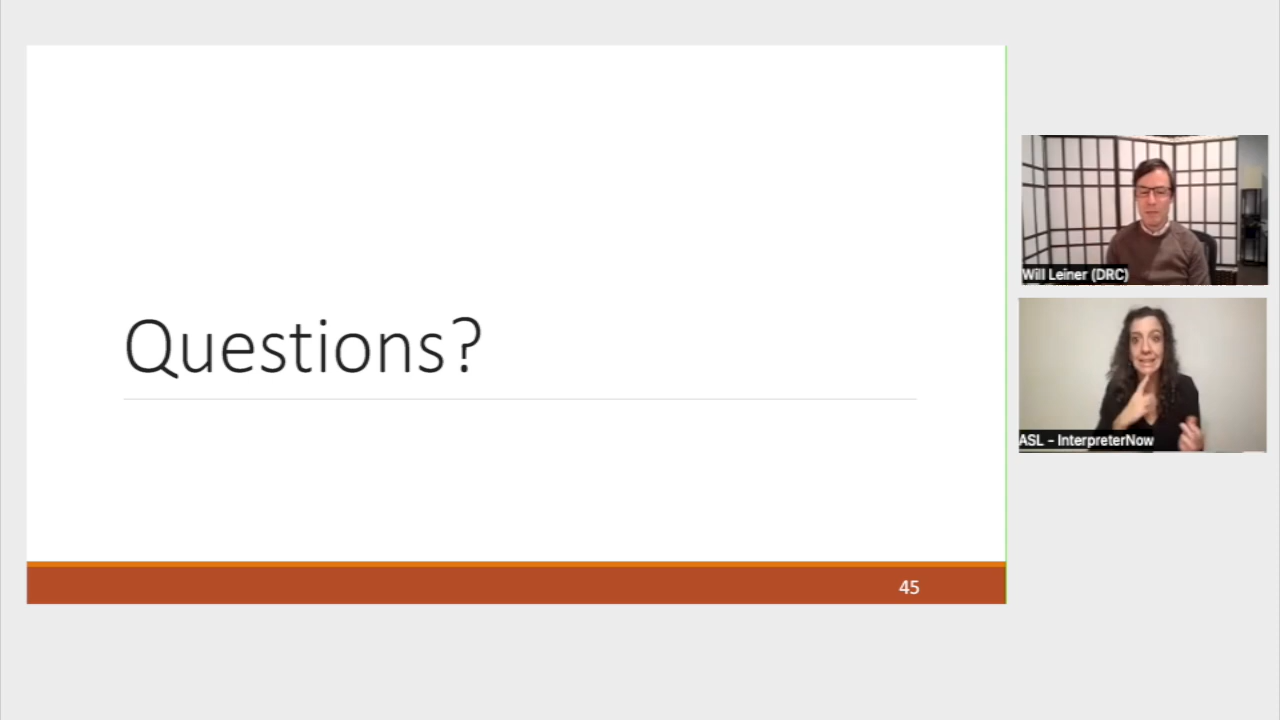 Questions?
45
Will Leiner (DRC)
ASL – InterpreterNow